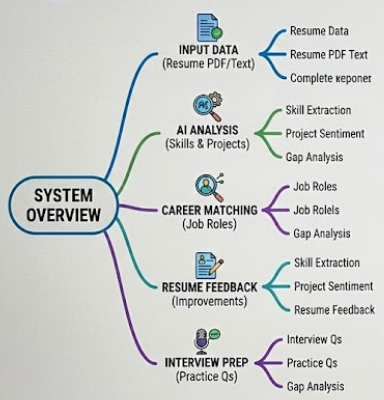 SYSTEM
OVERVIEW
INPUT DATA
(Resume PDF/Text)
Resume Data
Resume PDF Text
Complete
AI ANALYSIS
(Skills & Projects)
Skill Extraction
Project Sentiment
Gap Analysis
CAREER MATCHING
(Job Roles)
Job Roles
Job Rolels
Gap Analysis
RESUME FEEDBACK
(Improvements)
Skill Extraction
Project Sentiment
Resume Feedback
INTERVIEW PREP
(Practice Qs)
Interview Qs
Practice Qs
Gap Analysis